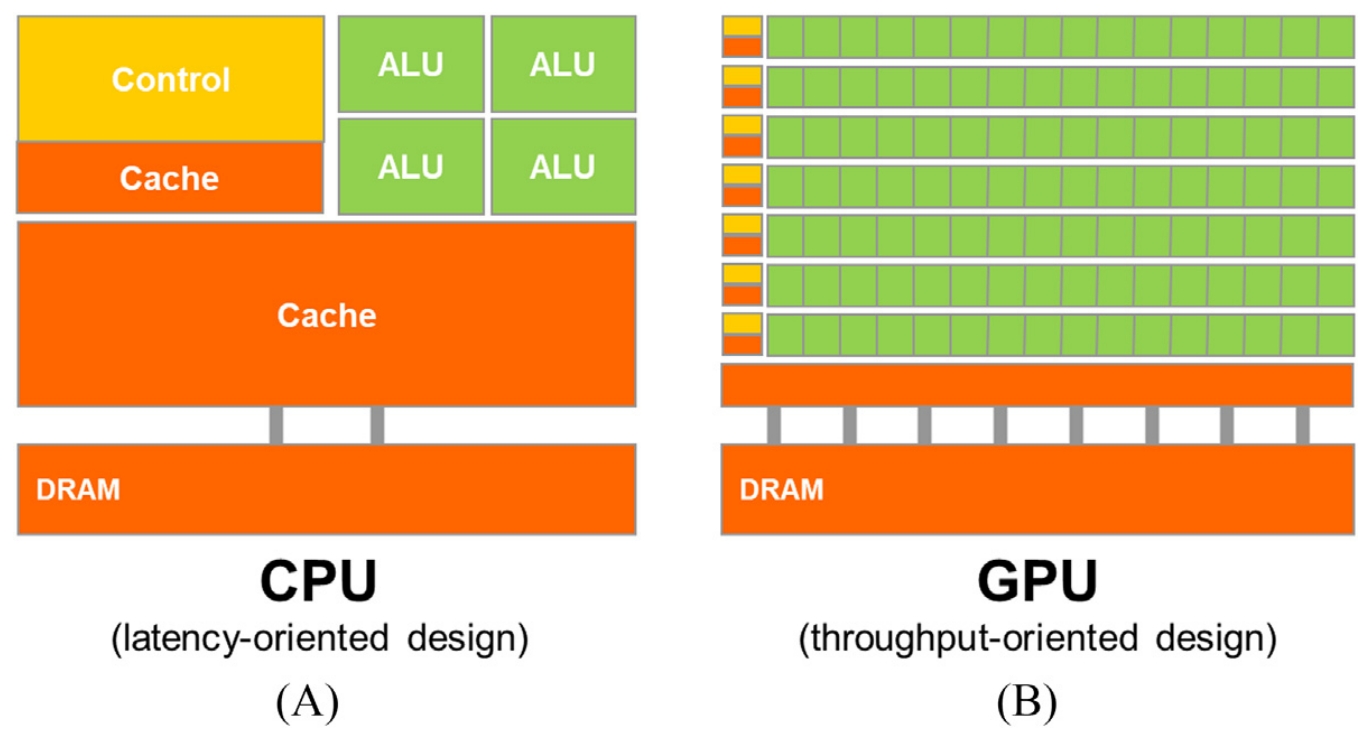 Control
ALU ALU
Cache
ALU ALU
Cache
DRAM
CPU
(latency-oriented design)
(A)
DRAM
GPU
(throughput-oriented design)
(B)